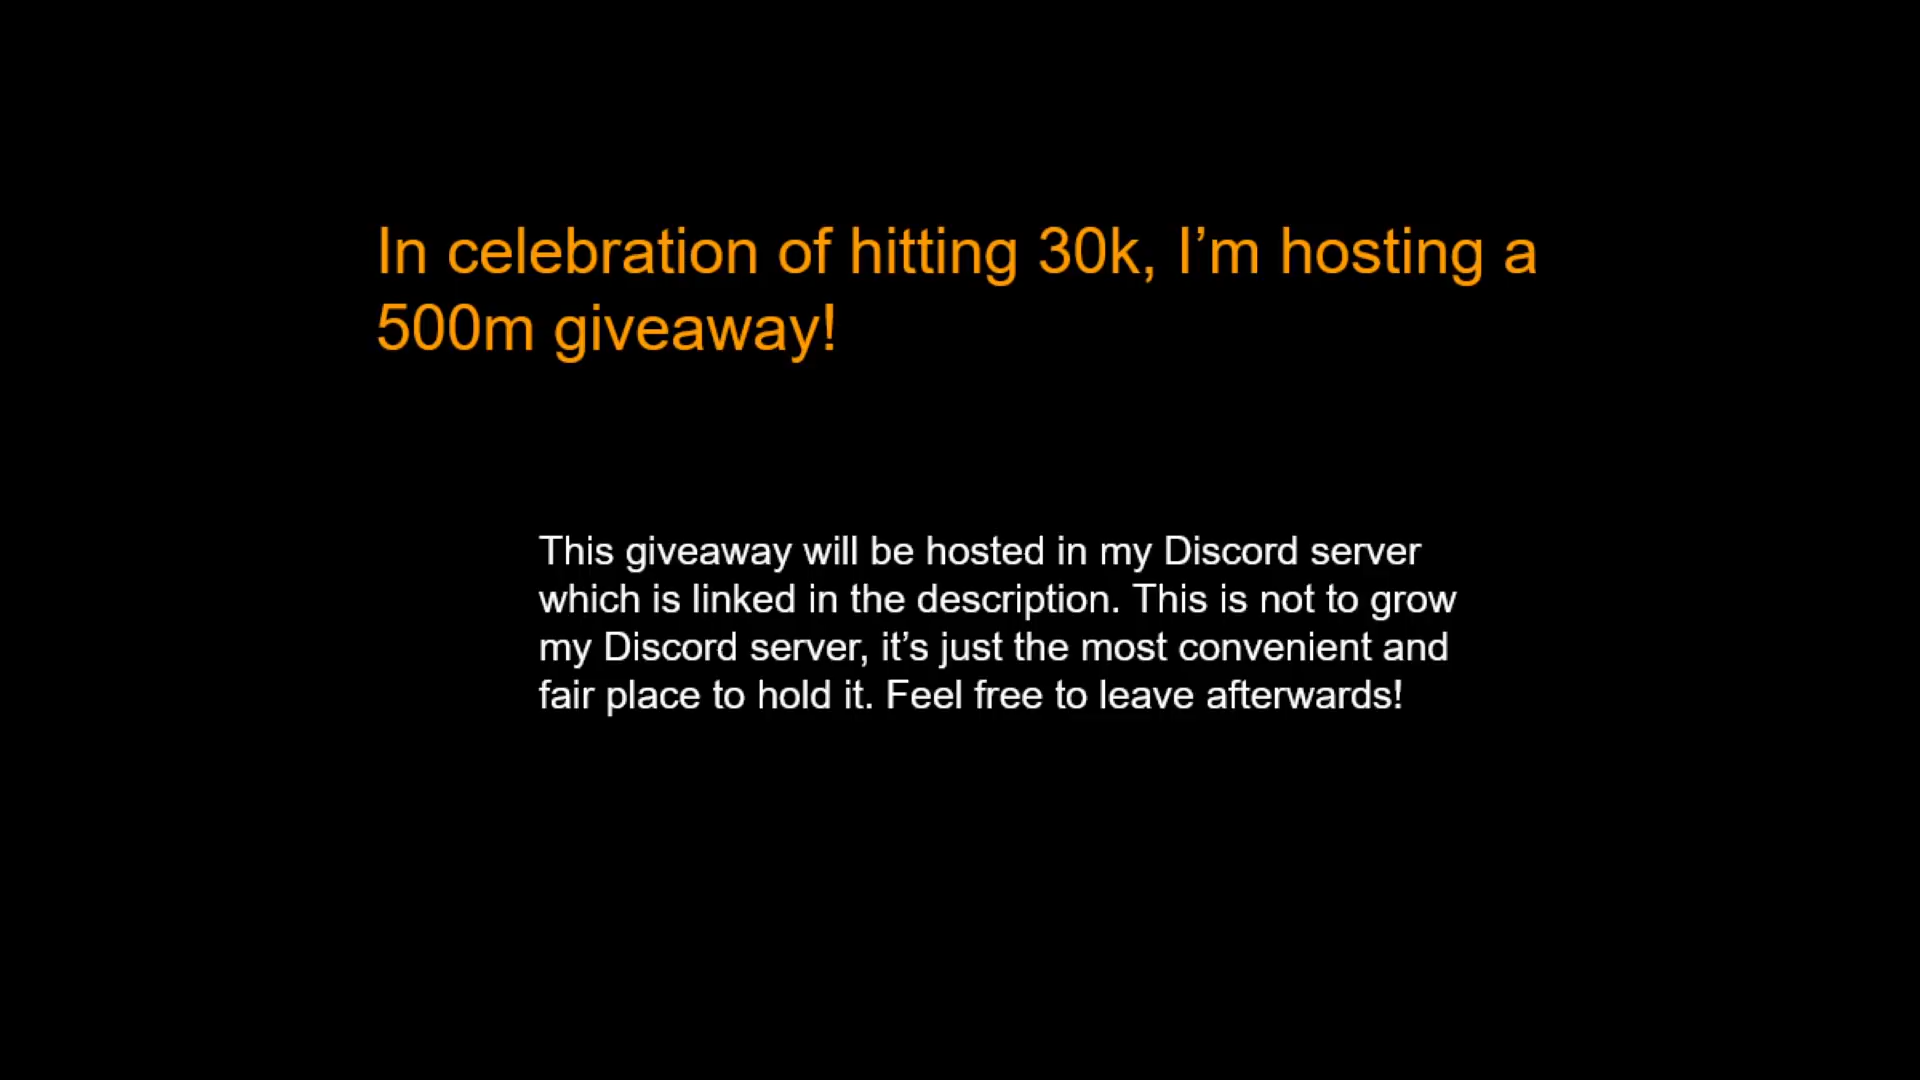 In celebration of hitting 30k, I’m hosting a
500m giveaway!
This giveaway will be hosted in my Discord server
which is linked in the description. This is not to grow
my Discord server, it’s just the most convenient and
fair place to hold it. Feel free to leave afterwards!